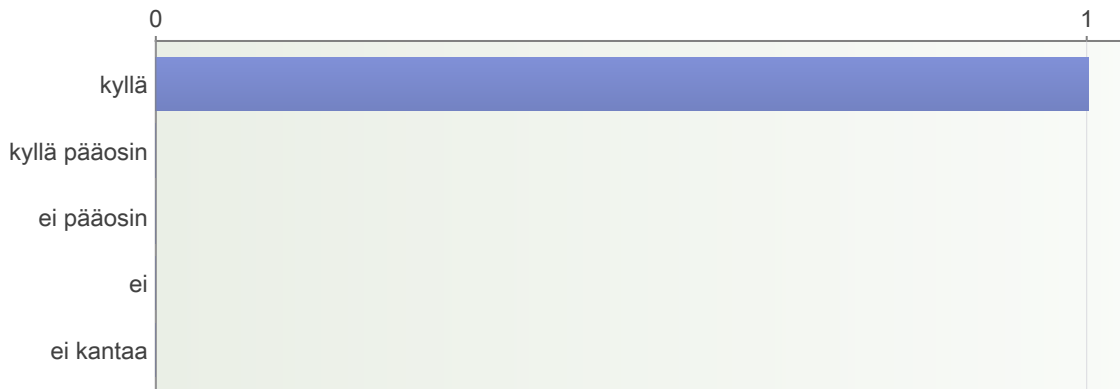 0 1
kyllä
kyllä pääosin
ei pääosin
ei
ei kantaa